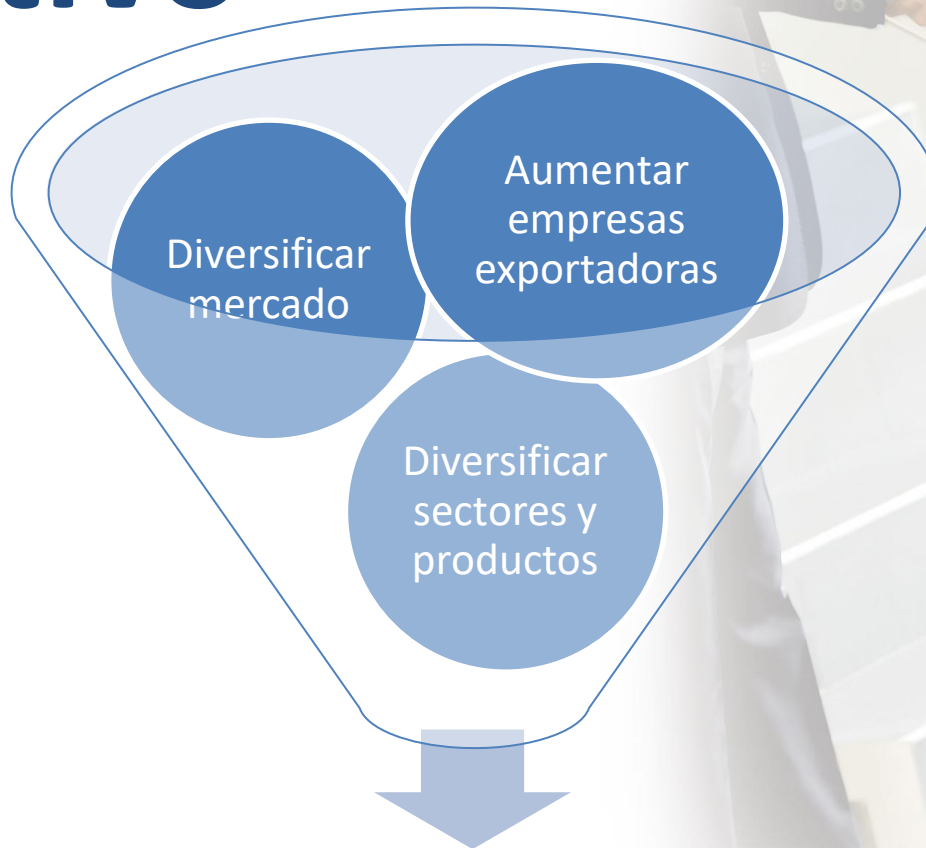 Diversificar
mercado
Aumentar
empresas
exportadoras
Diversificar
sectores y
productos